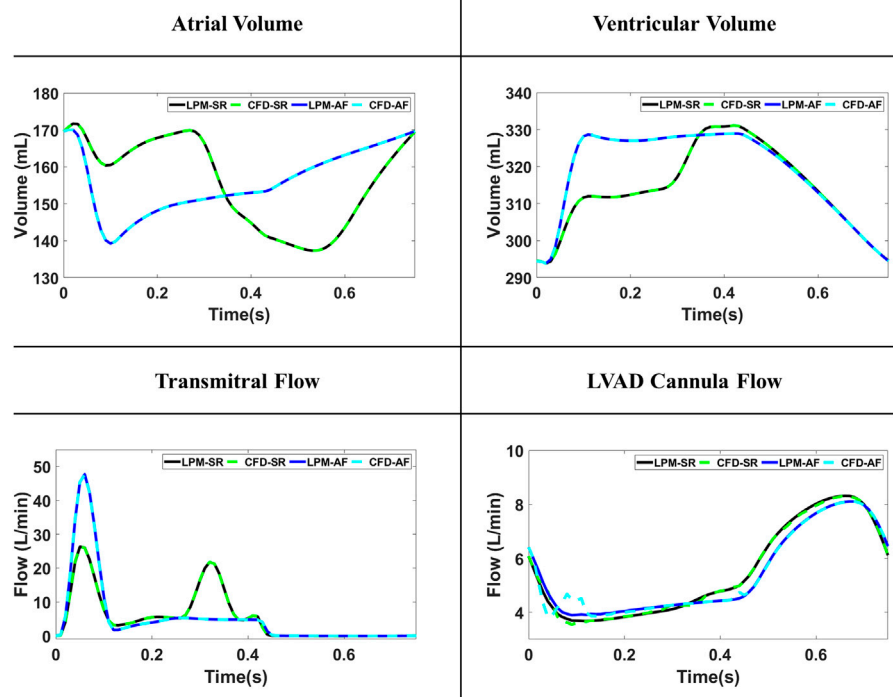 Atrial Volume
Ventricular Volume
180
170
160
150
140
130
Volume (mL)
LPM-SR CFD-SR LPM-AF CFD-AF
0 0.2 0.4 0.6
Time(s)
340
330
320
310
300
290
Volume (mL)
LPM-SR CFD-SR LPM-AF CFD-AF
0 0.2 0.4 0.6
Time(s)
Transmitral Flow
LVAD Cannula Flow
50
40
30
20
10
0
Flow (L/min)
LPM-SR CFD-SR LPM-AF CFD-AF
0 0.2 0.4 0.6
Time(s)
10
8
6
4
Flow (L/min)
LPM-SR CFD-SR LPM-AF CFD-AF
0 0.2 0.4 0.6
Time(s)